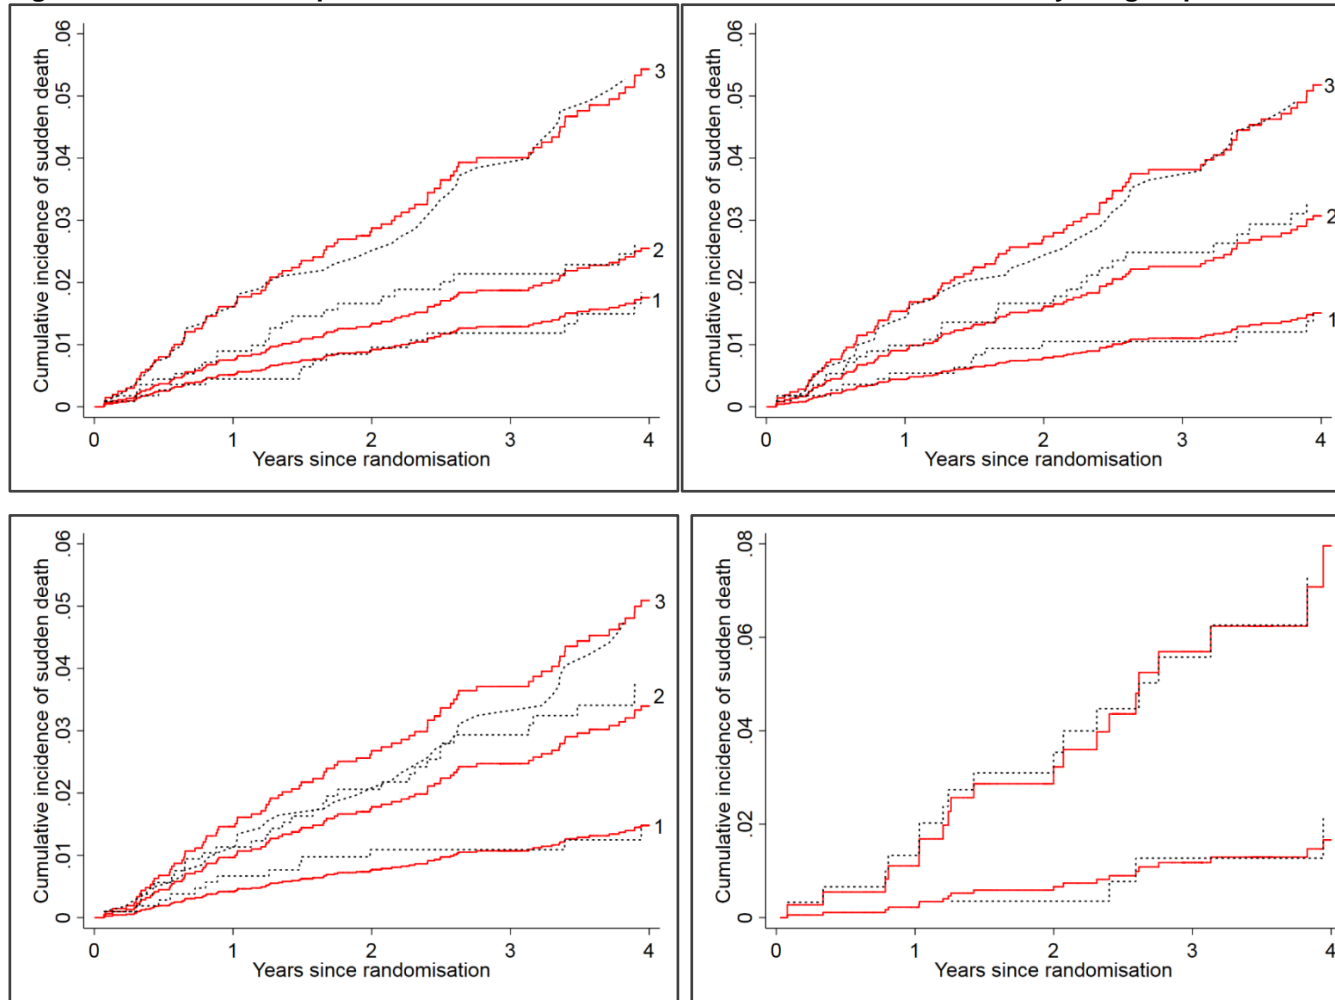 .06
.05
.04
.03
.02
.01
0
Cumulative incidence of sudden death
3
2
1
0 1 2 3 4
Years since randomisation
.06
.05
.04
.03
.02
.01
0
Cumulative incidence of sudden death
3
2
1
0 1 2 3 4
Years since randomisation
.06
.05
.04
.03
.02
.01
0
Cumulative incidence of sudden death
3
2
1
0 1 2 3 4
Years since randomisation
.08
.06
.04
.02
0
Cumulative incidence of sudden death
0 1 2 3 4
Years since randomisation